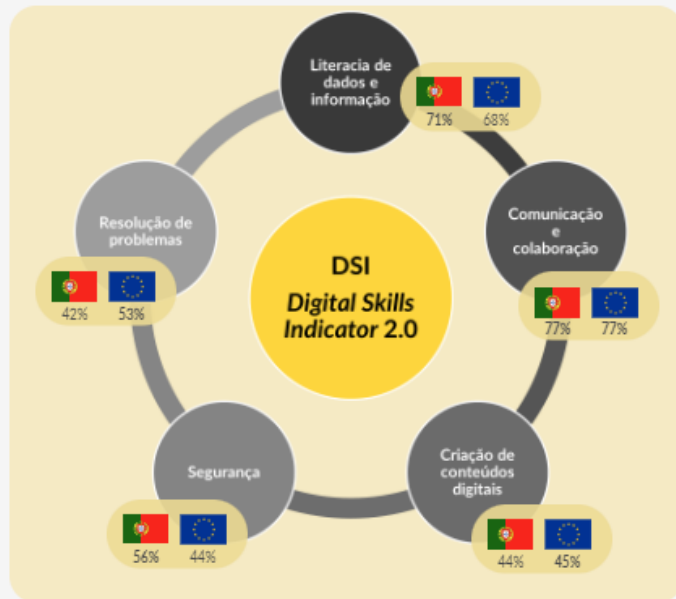 Literacia de
dados e
informação
71% 68%
Comunicação
e
colaboração
77% 77%
Criação de
conteúdos
digitais
44% 45%
Segurança
56% 44%
Resolução de
problemas
42% 53%
DSI
Digital Skills
Indicator 2.0